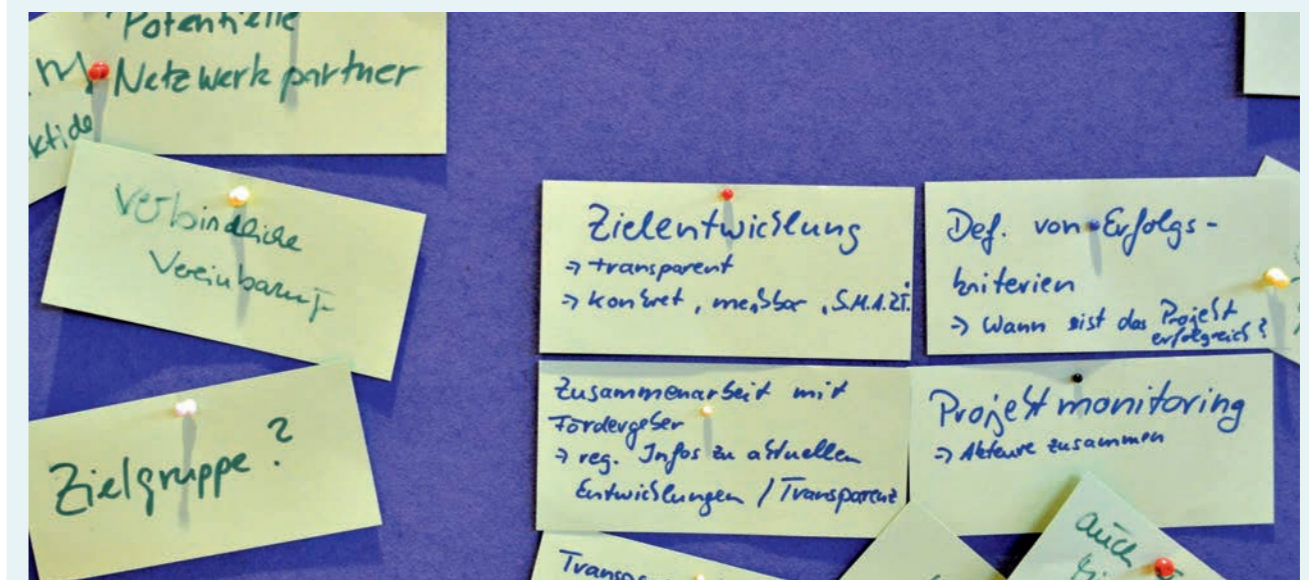 Potentielle
Netzwerkpartner
Verbindliche
Vereinbarung
Zielgruppe?
Zielentwicklung
→ transparent
→ konkret, meßbar, S.M.A.R.T.
Def. von Erfolgs-
kriterien
→ Wann ist das Projekt
erfolgreich?
Zusammenarbeit mit
Fördergeber
→ reg. Infos zu aktuellen
Entwicklungen / Transparenz
Projektmonitoring
→ Akteure zusammen
auch